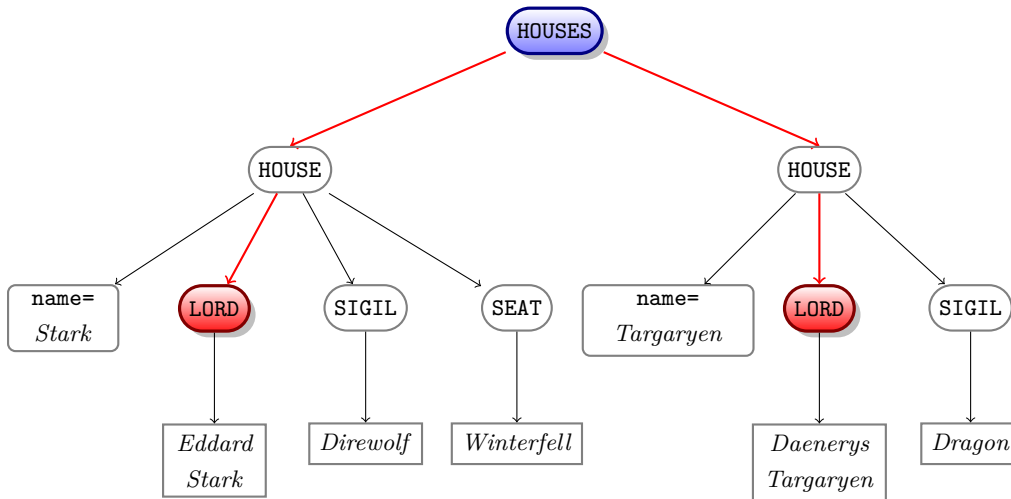 HOUSES
HOUSE
HOUSE
name=
Stark
LORD
SIGIL
SEAT
name=
Targaryen
LORD
SIGIL
Eddard
Stark
Direwolf
Winterfell
Daenerys
Targaryen
Dragon